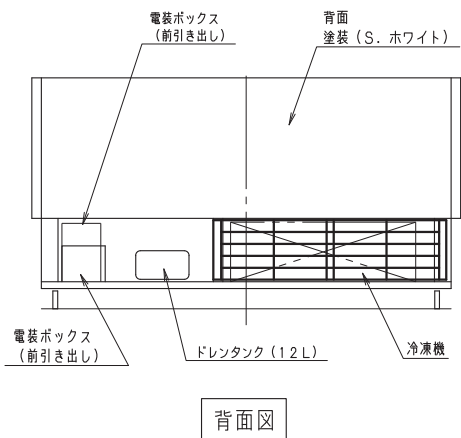 電装ボックス
(前引き出し)
背面
塗装(S.ホワイト)
電装ボックス
(前引き出し)
ドレンタンク(12L)
冷凍機
背面図